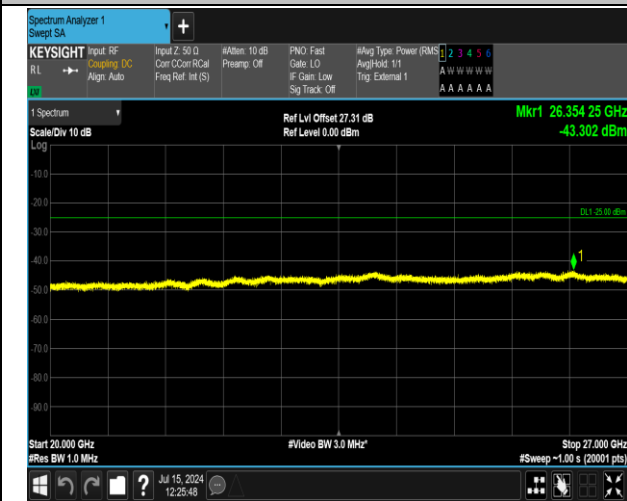 Spectrum Analyzer 1
Swept SA
+
KEYSIGHT Input: RF Input Z: 50 Ω #Atten: 10 dB PNO: Fast #Avg Type: Power (RMS 1 2 3 4 5 6
RL Coupling: DC Corr CCorr RCal Preamp: Off Gate: LO Avg|Hold: 1/1 A W W W W W
Align: Auto Freq Ref: Int (S) IF Gain: Low Trig: External 1
LXI Sig Track: Off A A A A A A
1 Spectrum Ref Lvl Offset 27.31 dB Mkr1 26.354 25 GHz
Scale/Div 10 dB Ref Level 0.00 dBm -43.302 dBm
Log
-10.0
-20.0
DL1 -25.00 dBm
-30.0
-40.0
1
-50.0
-60.0
-70.0
-80.0
-90.0
Start 20.000 GHz #Video BW 3.0 MHz* Stop 27.000 GHz
#Res BW 1.0 MHz #Sweep ~1.00 s (20001 pts)
? Jul 15, 2024
12:25:48